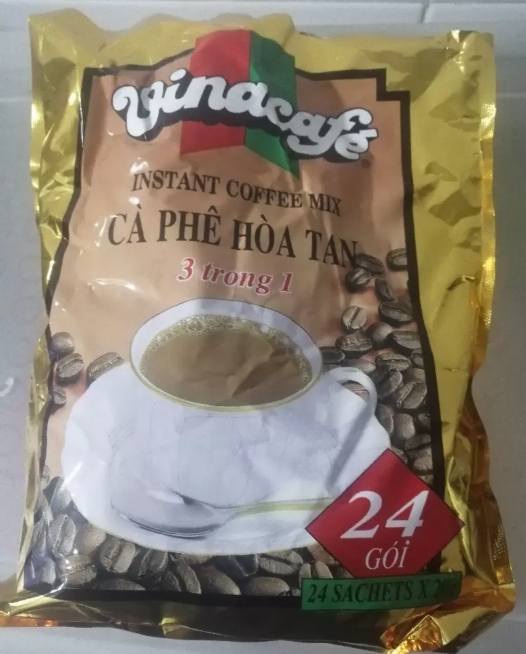 Vinacafé
INSTANT COFFEE MIX
CÀ PHÊ HÒA TAN
3 trong 1
24
GÓI
24 SACHETS X